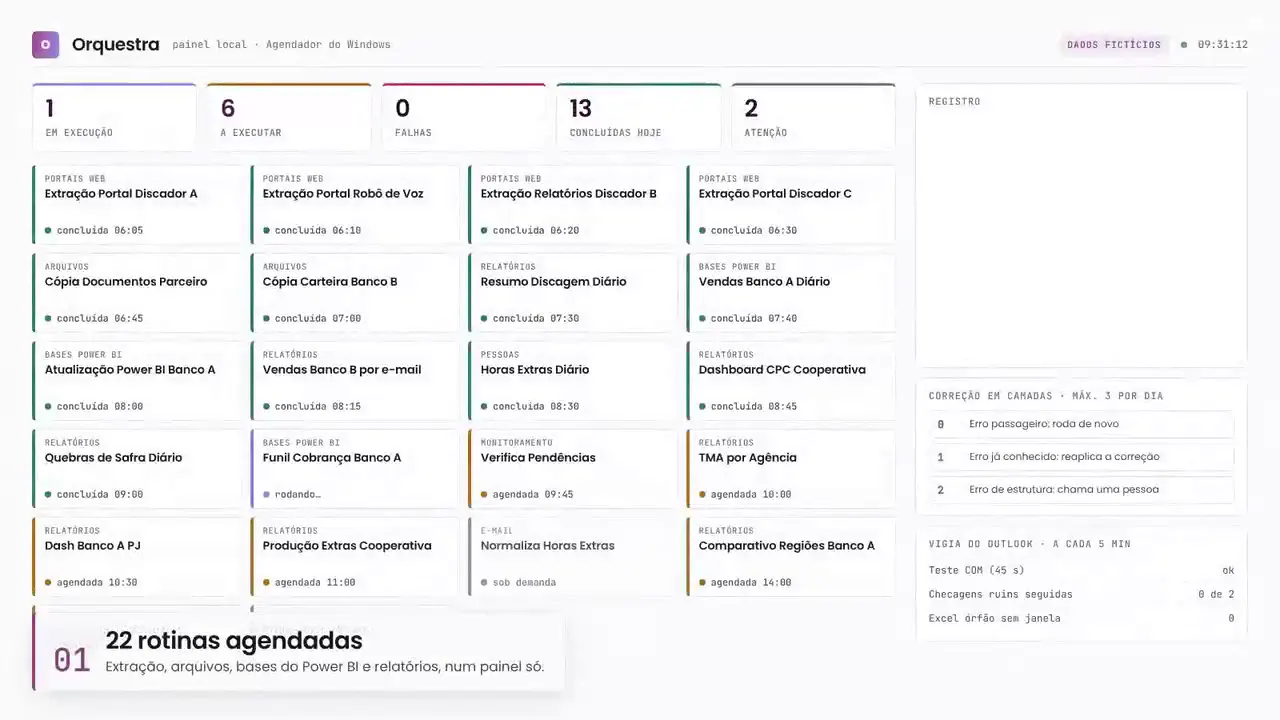 O Orquestra painel local · Agendador do Windows
DADOS FICTÍCIOS 09:31:12
1
EM EXECUÇÃO
6
A EXECUTAR
0
FALHAS
13
CONCLUÍDAS HOJE
2
ATENÇÃO
PORTAIS WEB
Extração Portal Discador A
concluída 06:05
PORTAIS WEB
Extração Portal Robô de Voz
concluída 06:10
PORTAIS WEB
Extração Relatórios Discador B
concluída 06:20
PORTAIS WEB
Extração Portal Discador C
concluída 06:30
ARQUIVOS
Cópia Documentos Parceiro
concluída 06:45
ARQUIVOS
Cópia Carteira Banco B
concluída 07:00
RELATÓRIOS
Resumo Discagem Diário
concluída 07:30
BASES POWER BI
Vendas Banco A Diário
concluída 07:40
BASES POWER BI
Atualização Power BI Banco A
concluída 08:00
RELATÓRIOS
Vendas Banco B por e-mail
concluída 08:15
PESSOAS
Horas Extras Diário
concluída 08:30
RELATÓRIOS
Dashboard CPC Cooperativa
concluída 08:45
RELATÓRIOS
Quebras de Safra Diário
concluída 09:00
BASES POWER BI
Funil Cobrança Banco A
rodando…
MONITORAMENTO
Verifica Pendências
agendada 09:45
RELATÓRIOS
TMA por Agência
agendada 10:00
RELATÓRIOS
Dash Banco A PJ
agendada 10:30
RELATÓRIOS
Produção Extras Cooperativa
agendada 11:00
E-MAIL
Normaliza Horas Extras
sob demanda
RELATÓRIOS
Comparativo Regiões Banco A
agendada 14:00
01
22 rotinas agendadas
Extração, arquivos, bases do Power BI e relatórios, num painel só.
REGISTRO
CORREÇÃO EM CAMADAS · MÁX. 3 POR DIA
0 Erro passageiro: roda de novo
1 Erro já conhecido: reaplica a correção
2 Erro de estrutura: chama uma pessoa
VIGIA DO OUTLOOK · A CADA 5 MIN
Teste COM (45 s) ok
Checagens ruins seguidas 0 de 2
Excel órfão sem janela 0